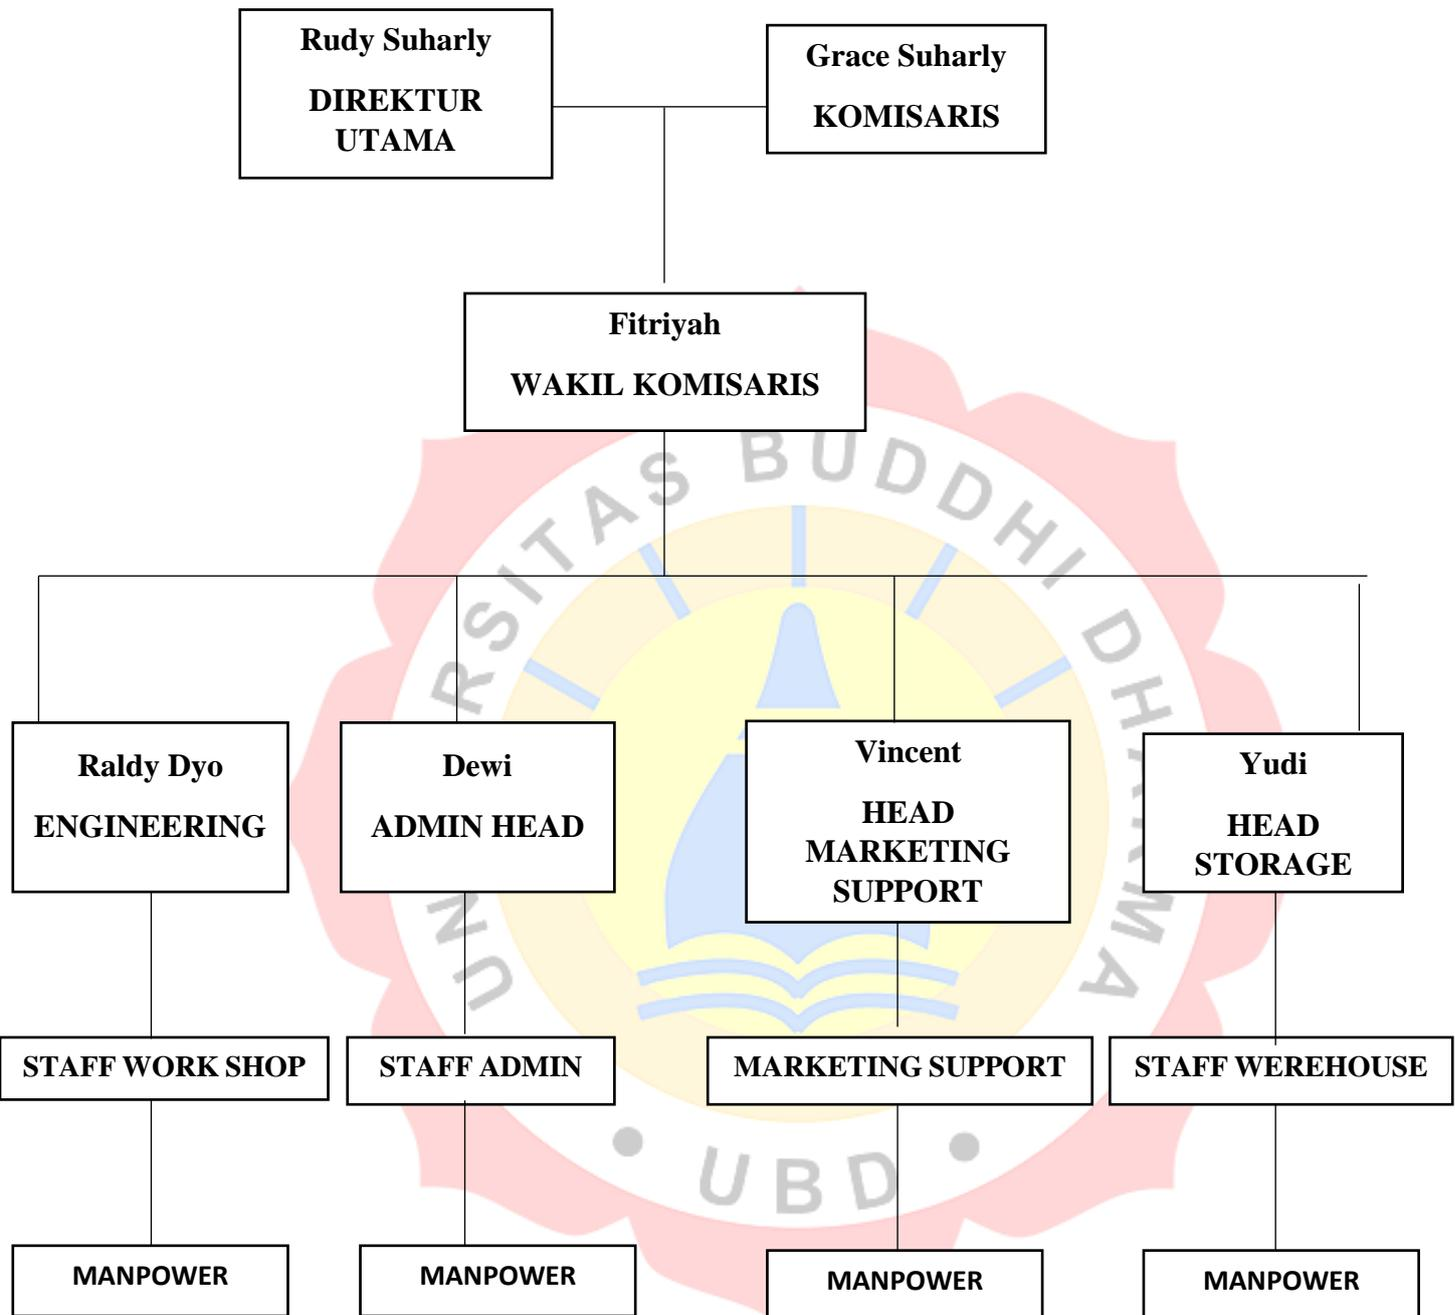 Rudy Suharly
DIREKTUR
UTAMA
Grace Suharly
KOMISARIS
Fitriyah
WAKIL KOMISARIS
Raldy Dyo
ENGINEERING
Dewi
ADMIN HEAD
Vincent
HEAD
MARKETING
SUPPORT
Yudi
HEAD
STORAGE
STAFF WORK SHOP
STAFF ADMIN
MARKETING SUPPORT
STAFF WEREHOUSE
MANPOWER
MANPOWER
MANPOWER
MANPOWER
BUDDHI
UBD